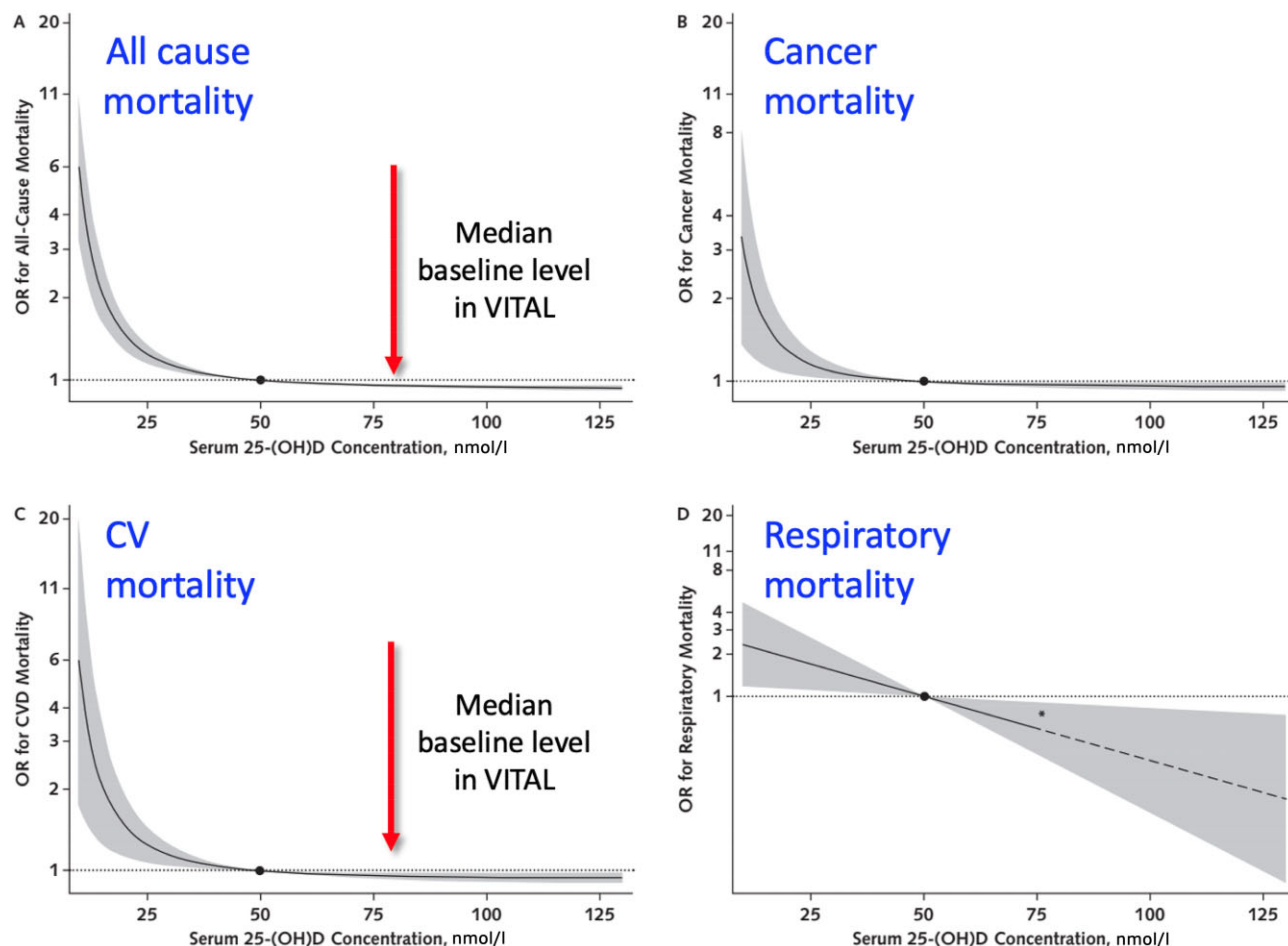 A
20
11
6
4
3
2
1
OR for All-Cause Mortality
All cause
mortality
Median
baseline level
in VITAL
25 50 75 100 125
Serum 25-(OH)D Concentration, nmol/l
B
20
11
8
4
3
2
1
OR for Cancer Mortality
Cancer
mortality
25 50 75 100 125
Serum 25-(OH)D Concentration, nmol/l
C
20
11
6
4
3
2
1
OR for CVD Mortality
CV
mortality
Median
baseline level
in VITAL
25 50 75 100 125
Serum 25-(OH)D Concentration, nmol/l
D
20
11
8
4
3
2
1
OR for Respiratory Mortality
Respiratory
mortality
*
25 50 75 100 125
Serum 25-(OH)D Concentration, nmol/l